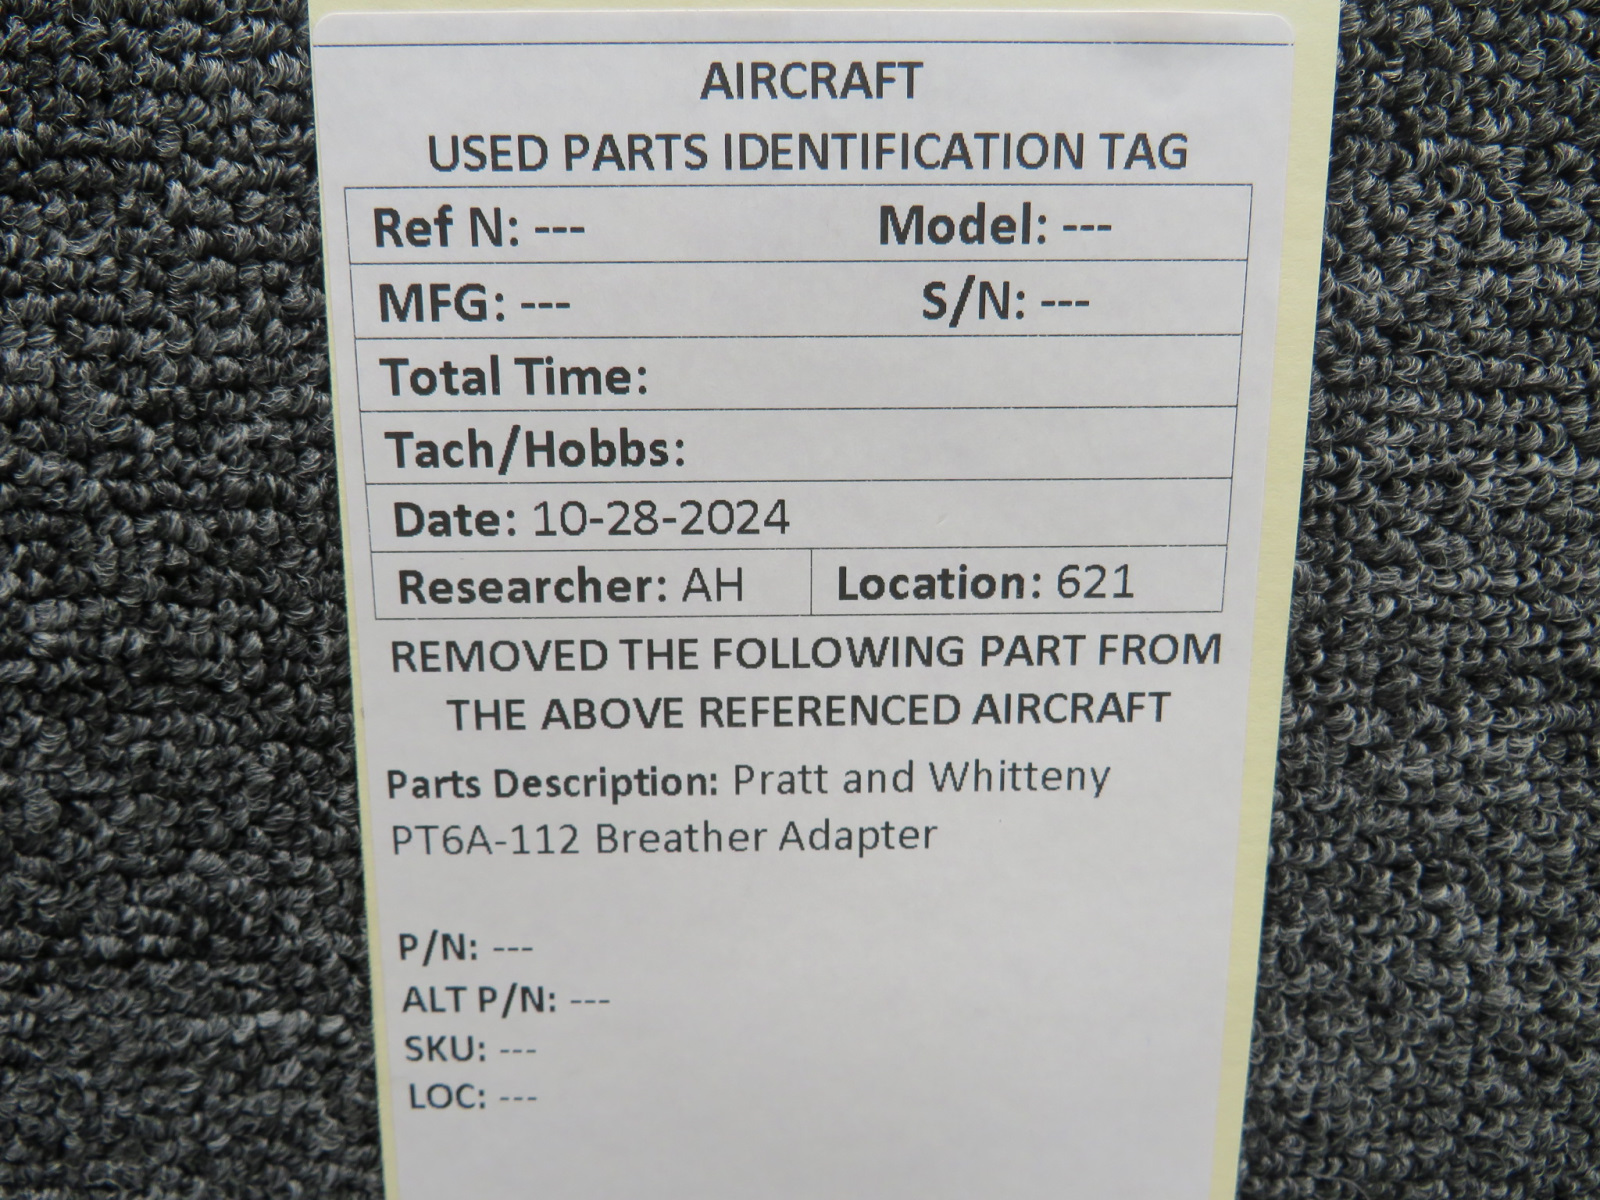 AIRCRAFT
USED PARTS IDENTIFICATION TAG
Ref N: --- Model: ---
MFG: --- S/N: ---
Total Time:
Tach/Hobbs:
Date: 10-28-2024
Researcher: AH Location: 621
REMOVED THE FOLLOWING PART FROM
THE ABOVE REFERENCED AIRCRAFT
Parts Description: Pratt and Whitteny
PT6A-112 Breather Adapter
P/N: ---
ALT P/N: ---
SKU: ---
LOC: ---